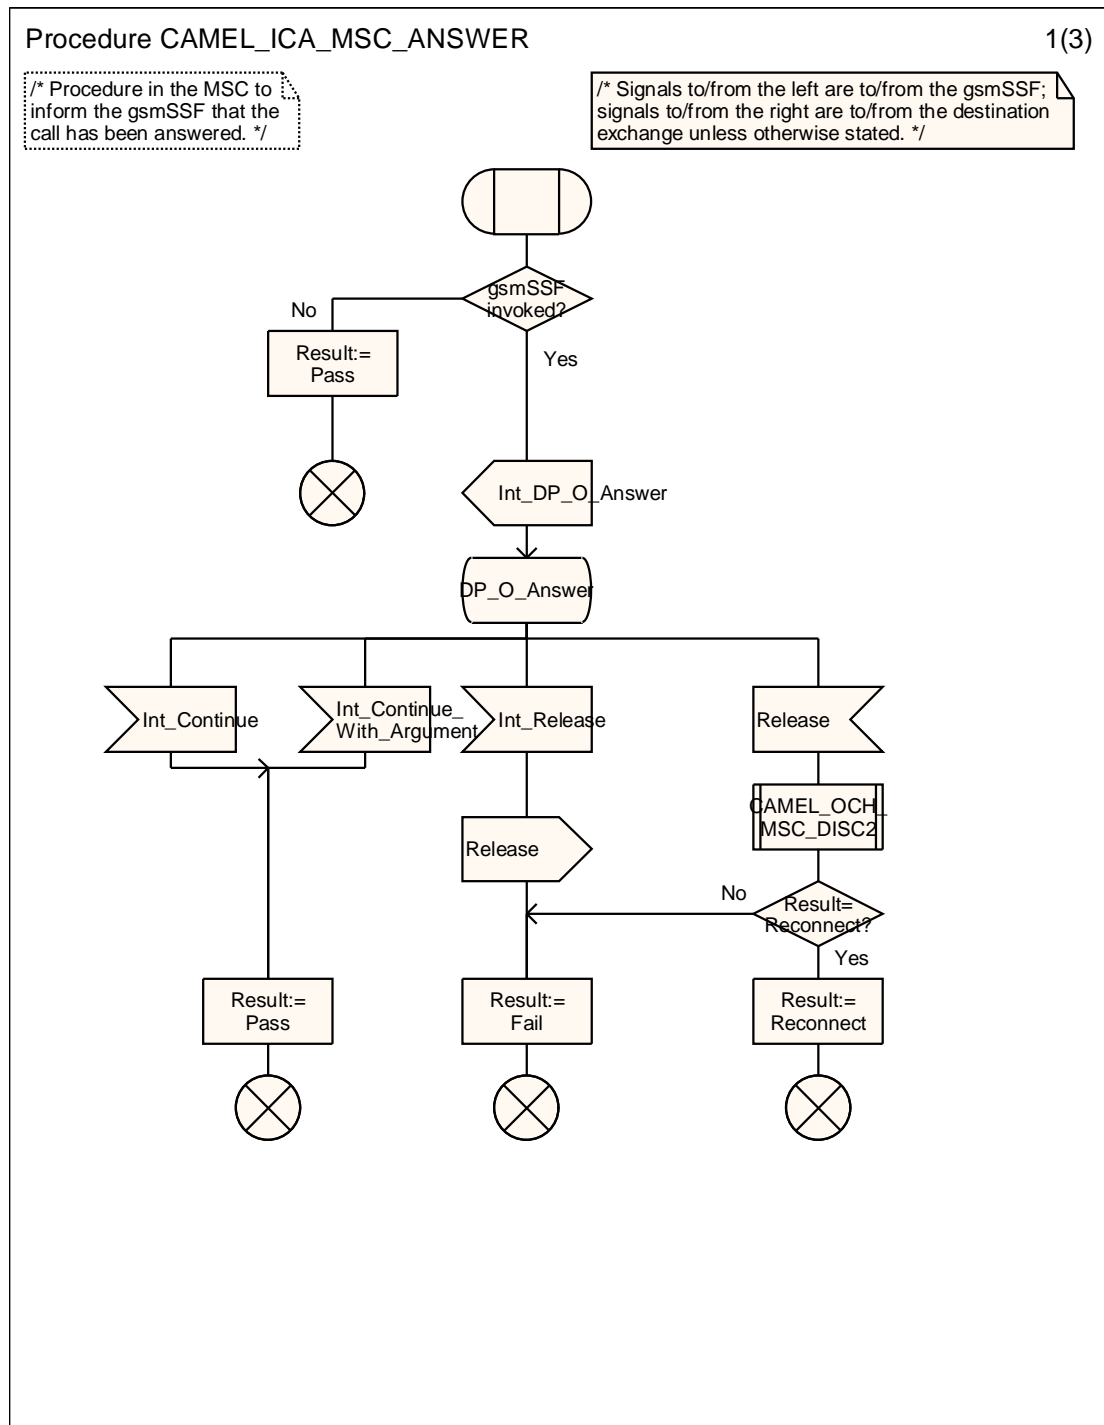 Procedure CAMEL_ICA_MSC_ANSWER
1(3)
/* Procedure in the MSC to
inform the gsmSSF that the
call has been answered. */
/* Signals to/from the left are to/from the gsmSSF;
signals to/from the right are to/from the destination
exchange unless otherwise stated. */
gsmSSF
invoked?
No
Result:=
Pass
Yes
Int_DP_O_Answer
DP_O_Answer
Int_Continue
Int_Continue_
With_Argument
Int_Release
Release
CAMEL_OCH_
MSC_DISC2
Release
No
Result=
Reconnect?
Yes
Result:=
Pass
Result:=
Fail
Result:=
Reconnect